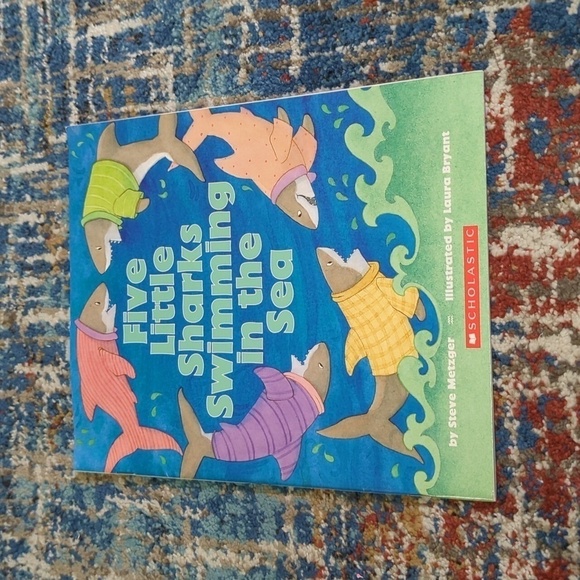 Five
Little
Sharks
Swimming
in the
Sea
by Steve Metzger :: Illustrated by Laura Bryant
SCHOLASTIC